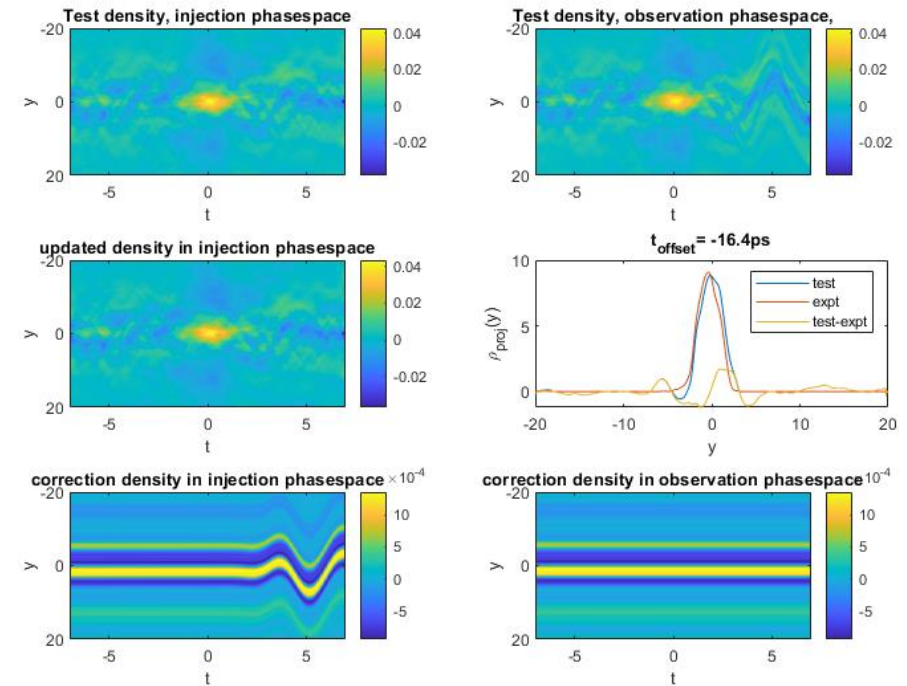 Test density, injection phasespace
-20
0
20
y
-5 0 5
t
0.04
0.02
0
-0.02
Test density, observation phasespace,
-20
0
20
y
-5 0 5
t
0.04
0.02
0
-0.02
updated density in injection phasespace
-20
0
20
y
-5 0 5
t
0.04
0.02
0
-0.02
t_offset= -16.4ps
10
5
0
ρ_proj(y)
-20 -10 0 10 20
y
test
expt
test-expt
correction density in injection phasespace ×10^-4
-20
0
20
y
-5 0 5
t
10
5
0
-5
correction density in observation phasespace 10^-4
-20
0
20
y
-5 0 5
t
10
5
0
-5